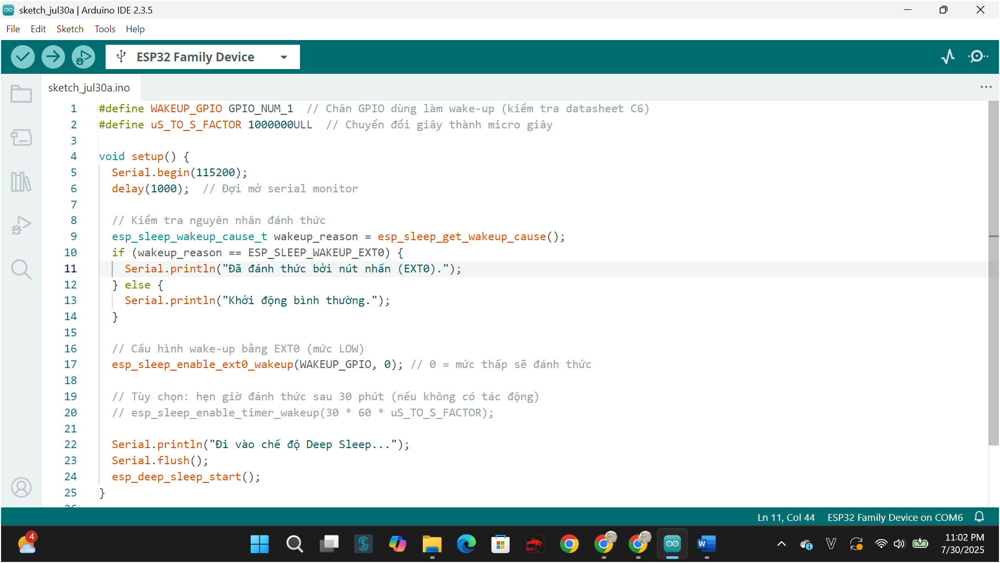 sketch_jul30a | Arduino IDE 2.3.5
File Edit Sketch Tools Help
ESP32 Family Device
sketch_jul30a.ino
1 #define WAKEUP_GPIO GPIO_NUM_1  // Chân GPIO dùng làm wake-up (kiểm tra datasheet C6)
2 #define uS_TO_S_FACTOR 1000000ULL  // Chuyển đổi giây thành micro giây
3
4 void setup() {
5   Serial.begin(115200);
6   delay(1000);  // Đợi mở serial monitor
7
8   // Kiểm tra nguyên nhân đánh thức
9   esp_sleep_wakeup_cause_t wakeup_reason = esp_sleep_get_wakeup_cause();
10   if (wakeup_reason == ESP_SLEEP_WAKEUP_EXT0) {
11     Serial.println("Đã đánh thức bởi nút nhấn (EXT0).");
12   } else {
13     Serial.println("Khởi động bình thường.");
14   }
15
16   // Cấu hình wake-up bằng EXT0 (mức LOW)
17   esp_sleep_enable_ext0_wakeup(WAKEUP_GPIO, 0); // 0 = mức thấp sẽ đánh thức
18
19   // Tùy chọn: hẹn giờ đánh thức sau 30 phút (nếu không có tác động)
20   // esp_sleep_enable_timer_wakeup(30 * 60 * uS_TO_S_FACTOR);
21
22   Serial.println("Đi vào chế độ Deep Sleep...");
23   Serial.flush();
24   esp_deep_sleep_start();
25 }
Ln 11, Col 44 ESP32 Family Device on COM6
4
W
V
11:02 PM
7/30/2025